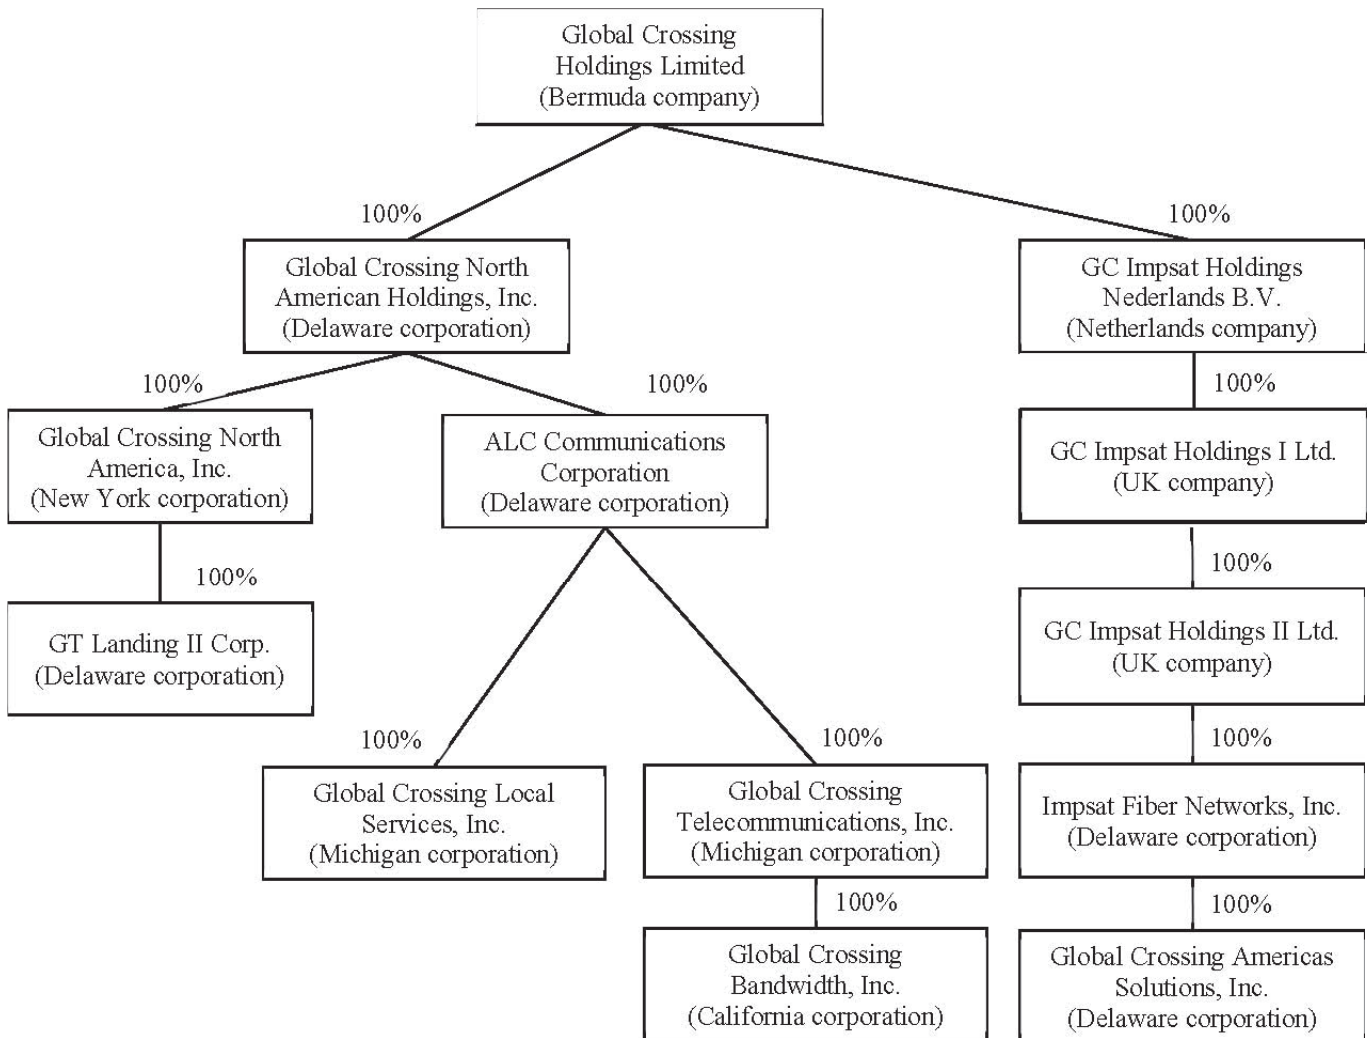 Global Crossing
Holdings Limited
(Bermuda company)
100%
100%
Global Crossing North
American Holdings, Inc.
(Delaware corporation)
GC Impsat Holdings
Nederlands B.V.
(Netherlands company)
100%
100%
100%
Global Crossing North
America, Inc.
(New York corporation)
ALC Communications
Corporation
(Delaware corporation)
GC Impsat Holdings I Ltd.
(UK company)
100%
100%
GT Landing II Corp.
(Delaware corporation)
GC Impsat Holdings II Ltd.
(UK company)
100%
100%
100%
Global Crossing Local
Services, Inc.
(Michigan corporation)
Global Crossing
Telecommunications, Inc.
(Michigan corporation)
Impsat Fiber Networks, Inc.
(Delaware corporation)
100%
100%
Global Crossing
Bandwidth, Inc.
(California corporation)
Global Crossing Americas
Solutions, Inc.
(Delaware corporation)